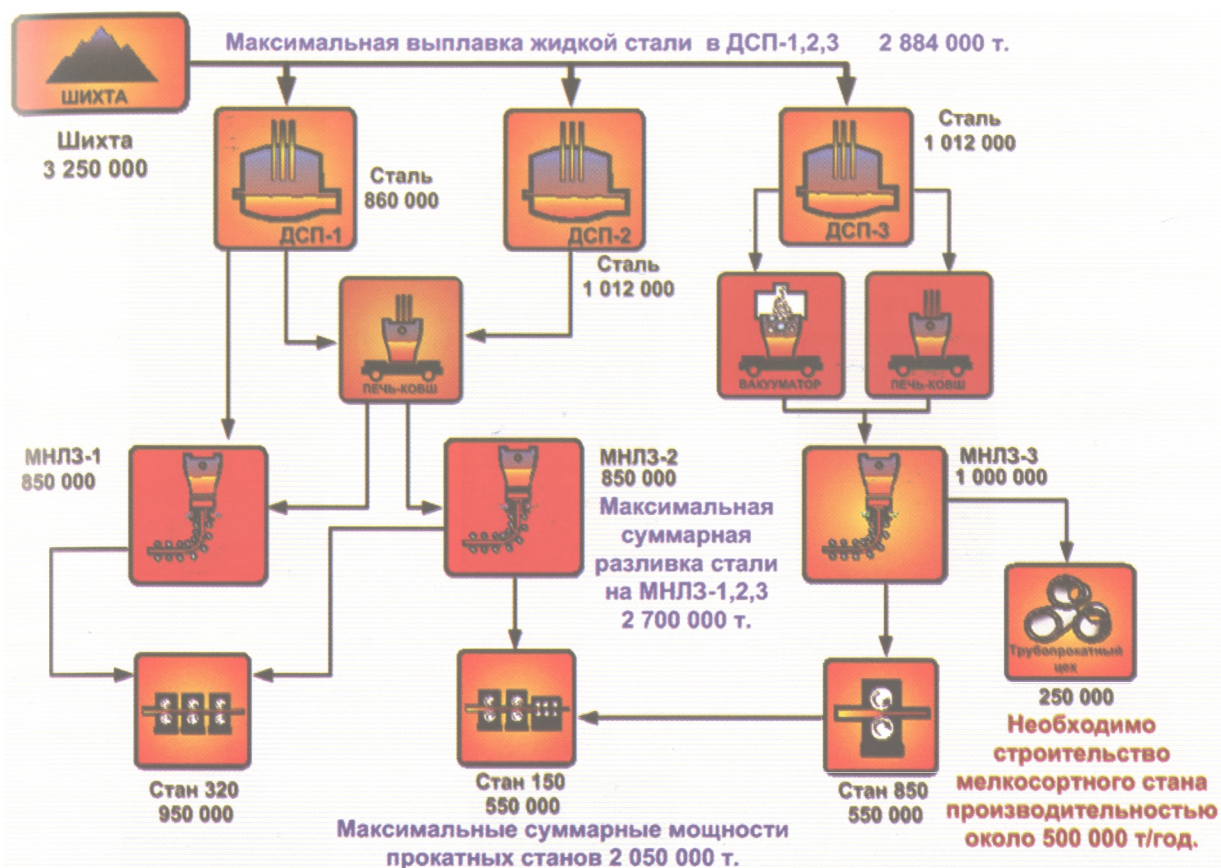 Максимальная выплавка жидкой стали в ДСП-1,2,3 2 884 000 т.
ШИХТА
Шихта
3 250 000
Сталь
860 000
ДСП-1
ДСП-2
Сталь
1 012 000
Сталь
1 012 000
ДСП-3
ПЕЧЬ-КОВШ
ВАКУУМАТОР
ПЕЧЬ-КОВШ
МНЛЗ-1
850 000
МНЛЗ-2
850 000
МНЛЗ-3
1 000 000
Максимальная
суммарная
разливка стали
на МНЛЗ-1,2,3
2 700 000 т.
Трубопрокатный
цех
250 000
Стан 320
950 000
Стан 150
550 000
Стан 850
550 000
Необходимо
строительство
мелкосортного стана
производительностью
около 500 000 т/год.
Максимальные суммарные мощности
прокатных станов 2 050 000 т.